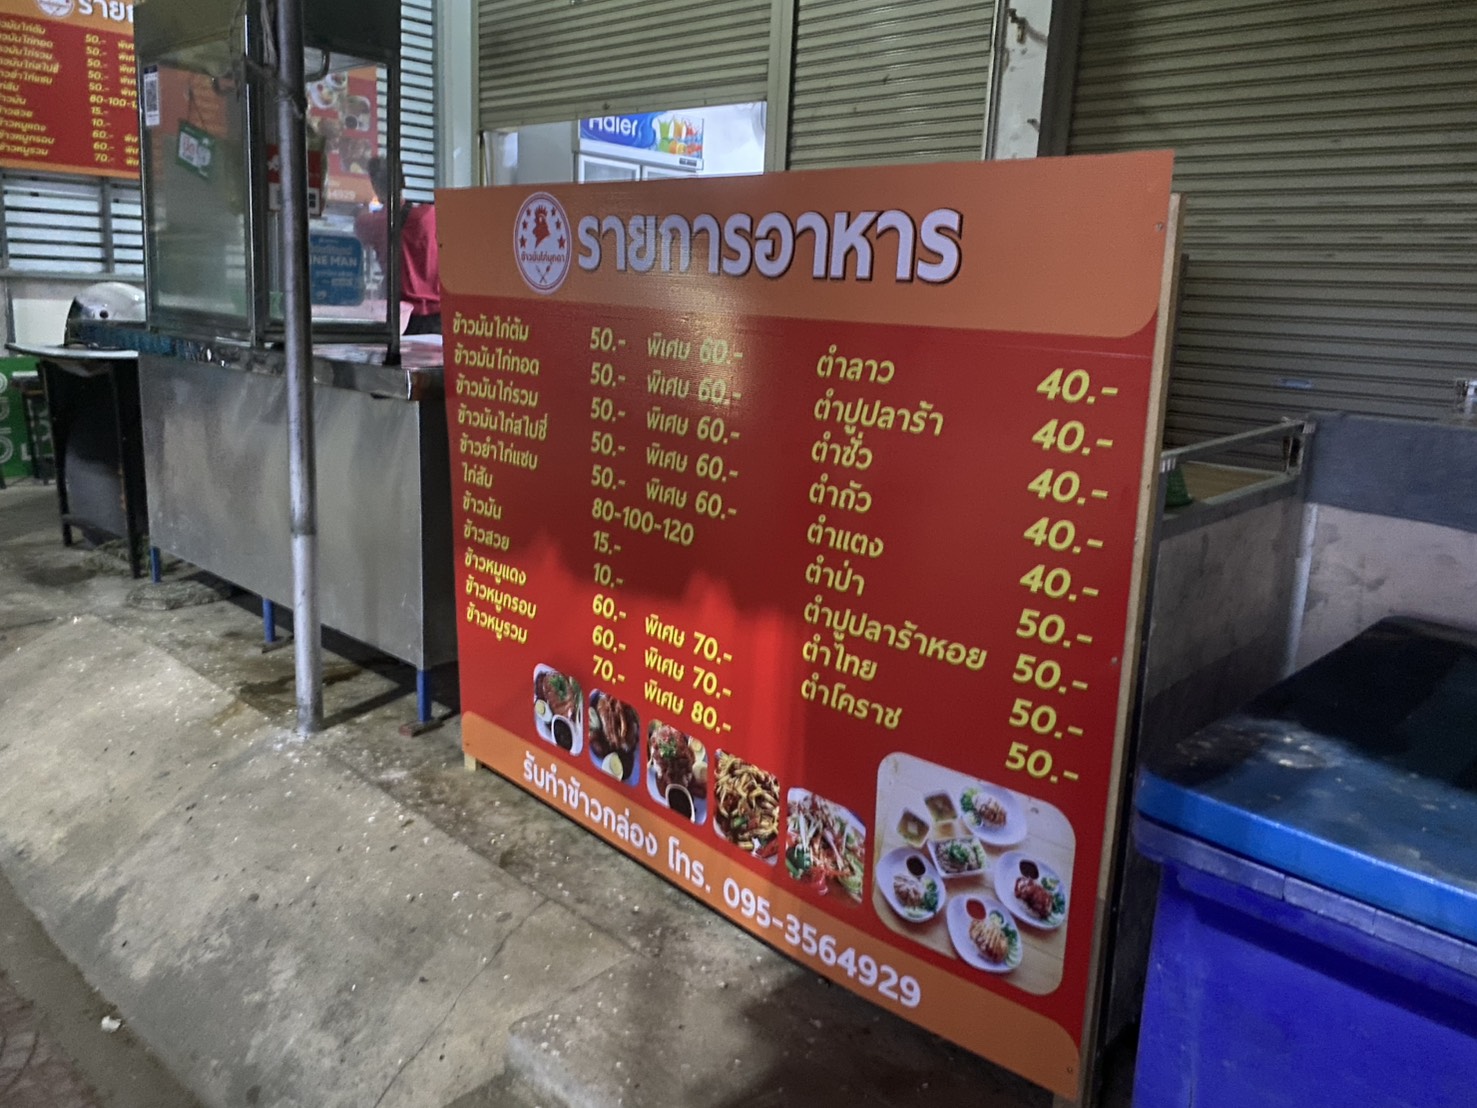 รายการอาหาร
ข้าวมันไก่มุกดา
ข้าวมันไก่ต้ม 50.- พิเศษ 60.-
ข้าวมันไก่ทอด 50.- พิเศษ 60.-
ข้าวมันไก่รวม 50.- พิเศษ 60.-
ข้าวมันไก่สไปซี่ 50.- พิเศษ 60.-
ข้าวยำไก่แซบ 50.- พิเศษ 60.-
ไก่สับ 80-100-120
ข้าวมัน 15.-
ข้าวสวย 10.-
ข้าวหมูแดง 60.- พิเศษ 70.-
ข้าวหมูกรอบ 60.- พิเศษ 70.-
ข้าวหมูรวม 70.- พิเศษ 80.-
ตำลาว 40.-
ตำปูปลาร้า 40.-
ตำซั่ว 40.-
ตำถัว 40.-
ตำแตง 40.-
ตำป่า 50.-
ตำปูปลาร้าหอย 50.-
ตำไทย 50.-
ตำโคราช 50.-
รับทำข้าวกล่อง โทร. 095-3564929
Haier